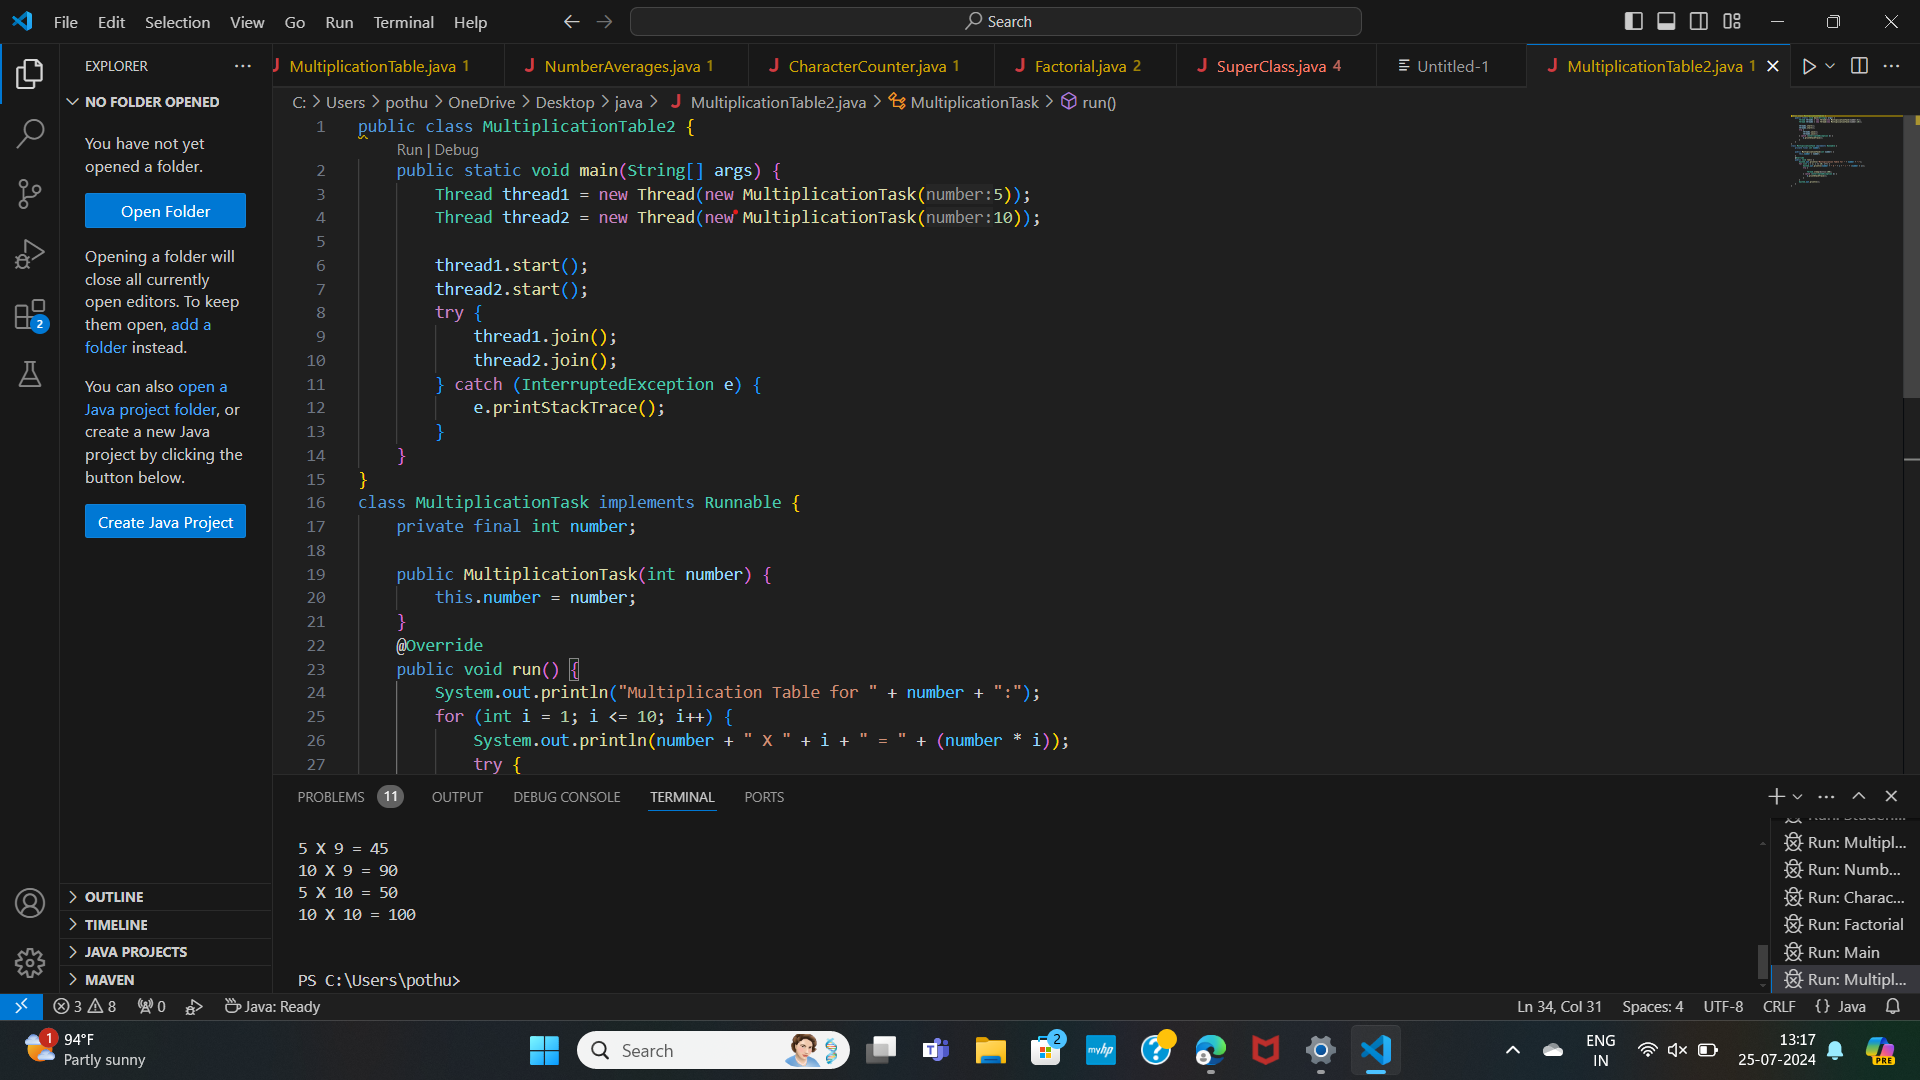 File Edit Selection View Go Run Terminal Help
Search
EXPLORER
NO FOLDER OPENED
You have not yet
opened a folder.
Open Folder
Opening a folder will
close all currently
open editors. To keep
them open, add a
folder instead.
You can also open a
Java project folder, or
create a new Java
project by clicking the
button below.
Create Java Project
OUTLINE
TIMELINE
JAVA PROJECTS
MAVEN
2
MultiplicationTable.java 1
NumberAverages.java 1
CharacterCounter.java 1
Factorial.java 2
SuperClass.java 4
Untitled-1
MultiplicationTable2.java 1
C: > Users > pothu > OneDrive > Desktop > java > MultiplicationTable2.java > MultiplicationTask > run()
1 public class MultiplicationTable2 {
Run | Debug
2 public static void main(String[] args) {
3 Thread thread1 = new Thread(new MultiplicationTask(number:5));
4 Thread thread2 = new Thread(new MultiplicationTask(number:10));
5
6 thread1.start();
7 thread2.start();
8 try {
9 thread1.join();
10 thread2.join();
11 } catch (InterruptedException e) {
12 e.printStackTrace();
13 }
14 }
15 }
16 class MultiplicationTask implements Runnable {
17 private final int number;
18
19 public MultiplicationTask(int number) {
20 this.number = number;
21 }
22 @Override
23 public void run() {
24 System.out.println("Multiplication Table for " + number + ":");
25 for (int i = 1; i <= 10; i++) {
26 System.out.println(number + " X " + i + " = " + (number * i));
27 try {
PROBLEMS 11 OUTPUT DEBUG CONSOLE TERMINAL PORTS
5 X 9 = 45
10 X 9 = 90
5 X 10 = 50
10 X 10 = 100
PS C:\Users\pothu>
Run: Multipl...
Run: Numb...
Run: Charac...
Run: Factorial
Run: Main
Run: Multipl...
3 8 0 Java: Ready
Ln 34, Col 31 Spaces: 4 UTF-8 CRLF {} Java
1
94°F
Partly sunny
Search
2
myhp
ENG
IN
13:17
25-07-2024
PRE